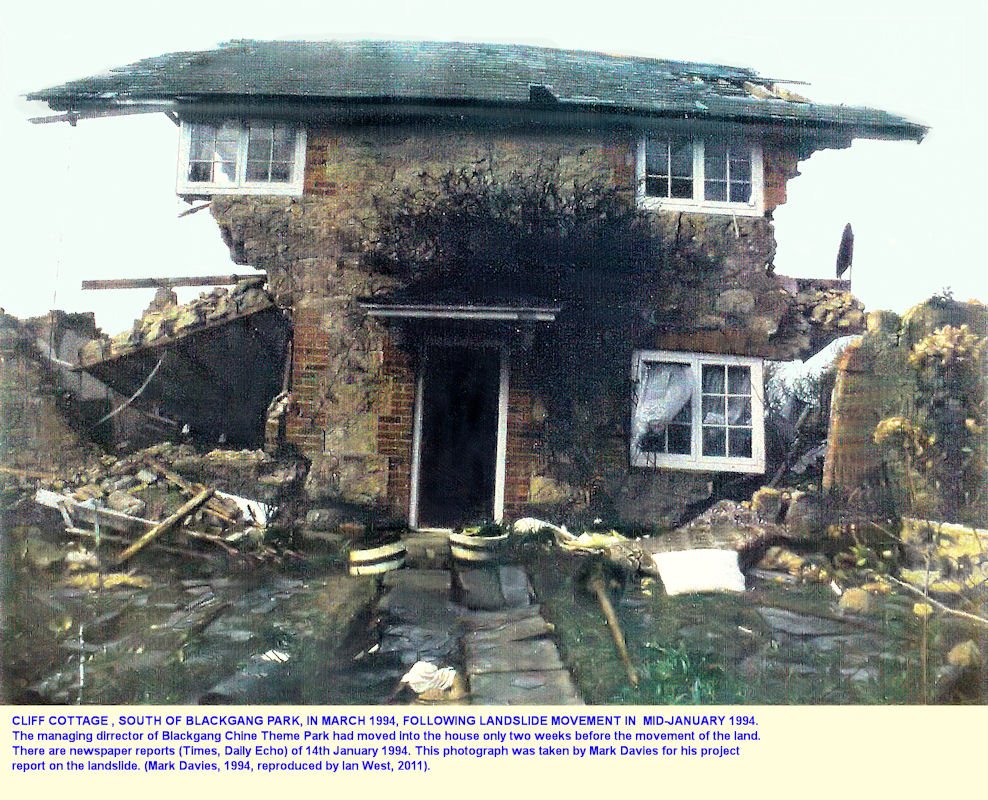 CLIFF COTTAGE , SOUTH OF BLACKGANG PARK, IN MARCH 1994, FOLLOWING LANDSLIDE MOVEMENT IN MID-JANUARY 1994.
The managing dirrector of Blackgang Chine Theme Park had moved into the house only two weeks before the movement of the land.
There are newspaper reports (Times, Daily Echo) of 14th January 1994. This photograph was taken by Mark Davies for his project
report on the landslide. (Mark Davies, 1994, reproduced by Ian West, 2011).